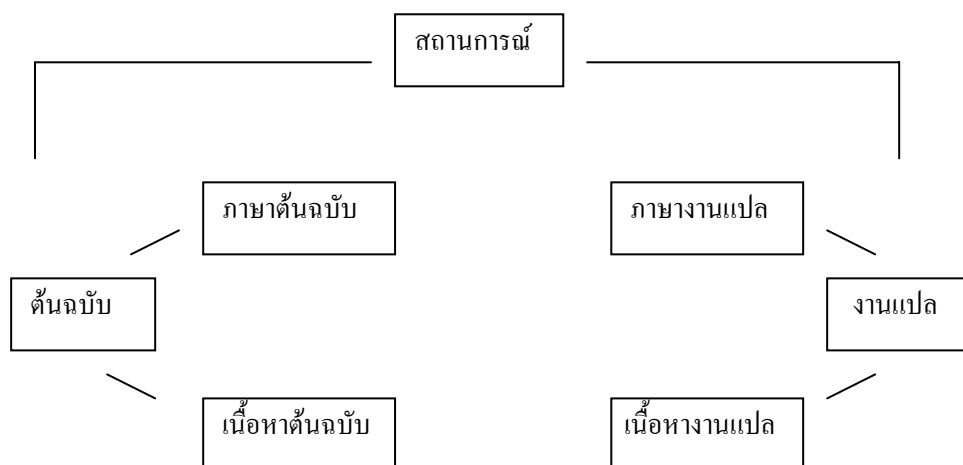 สถานการณ์
ภาษาต้นฉบับ
ภาษางานแปล
ต้นฉบับ
งานแปล
เนื้อหาต้นฉบับ
เนื้อหางานแปล